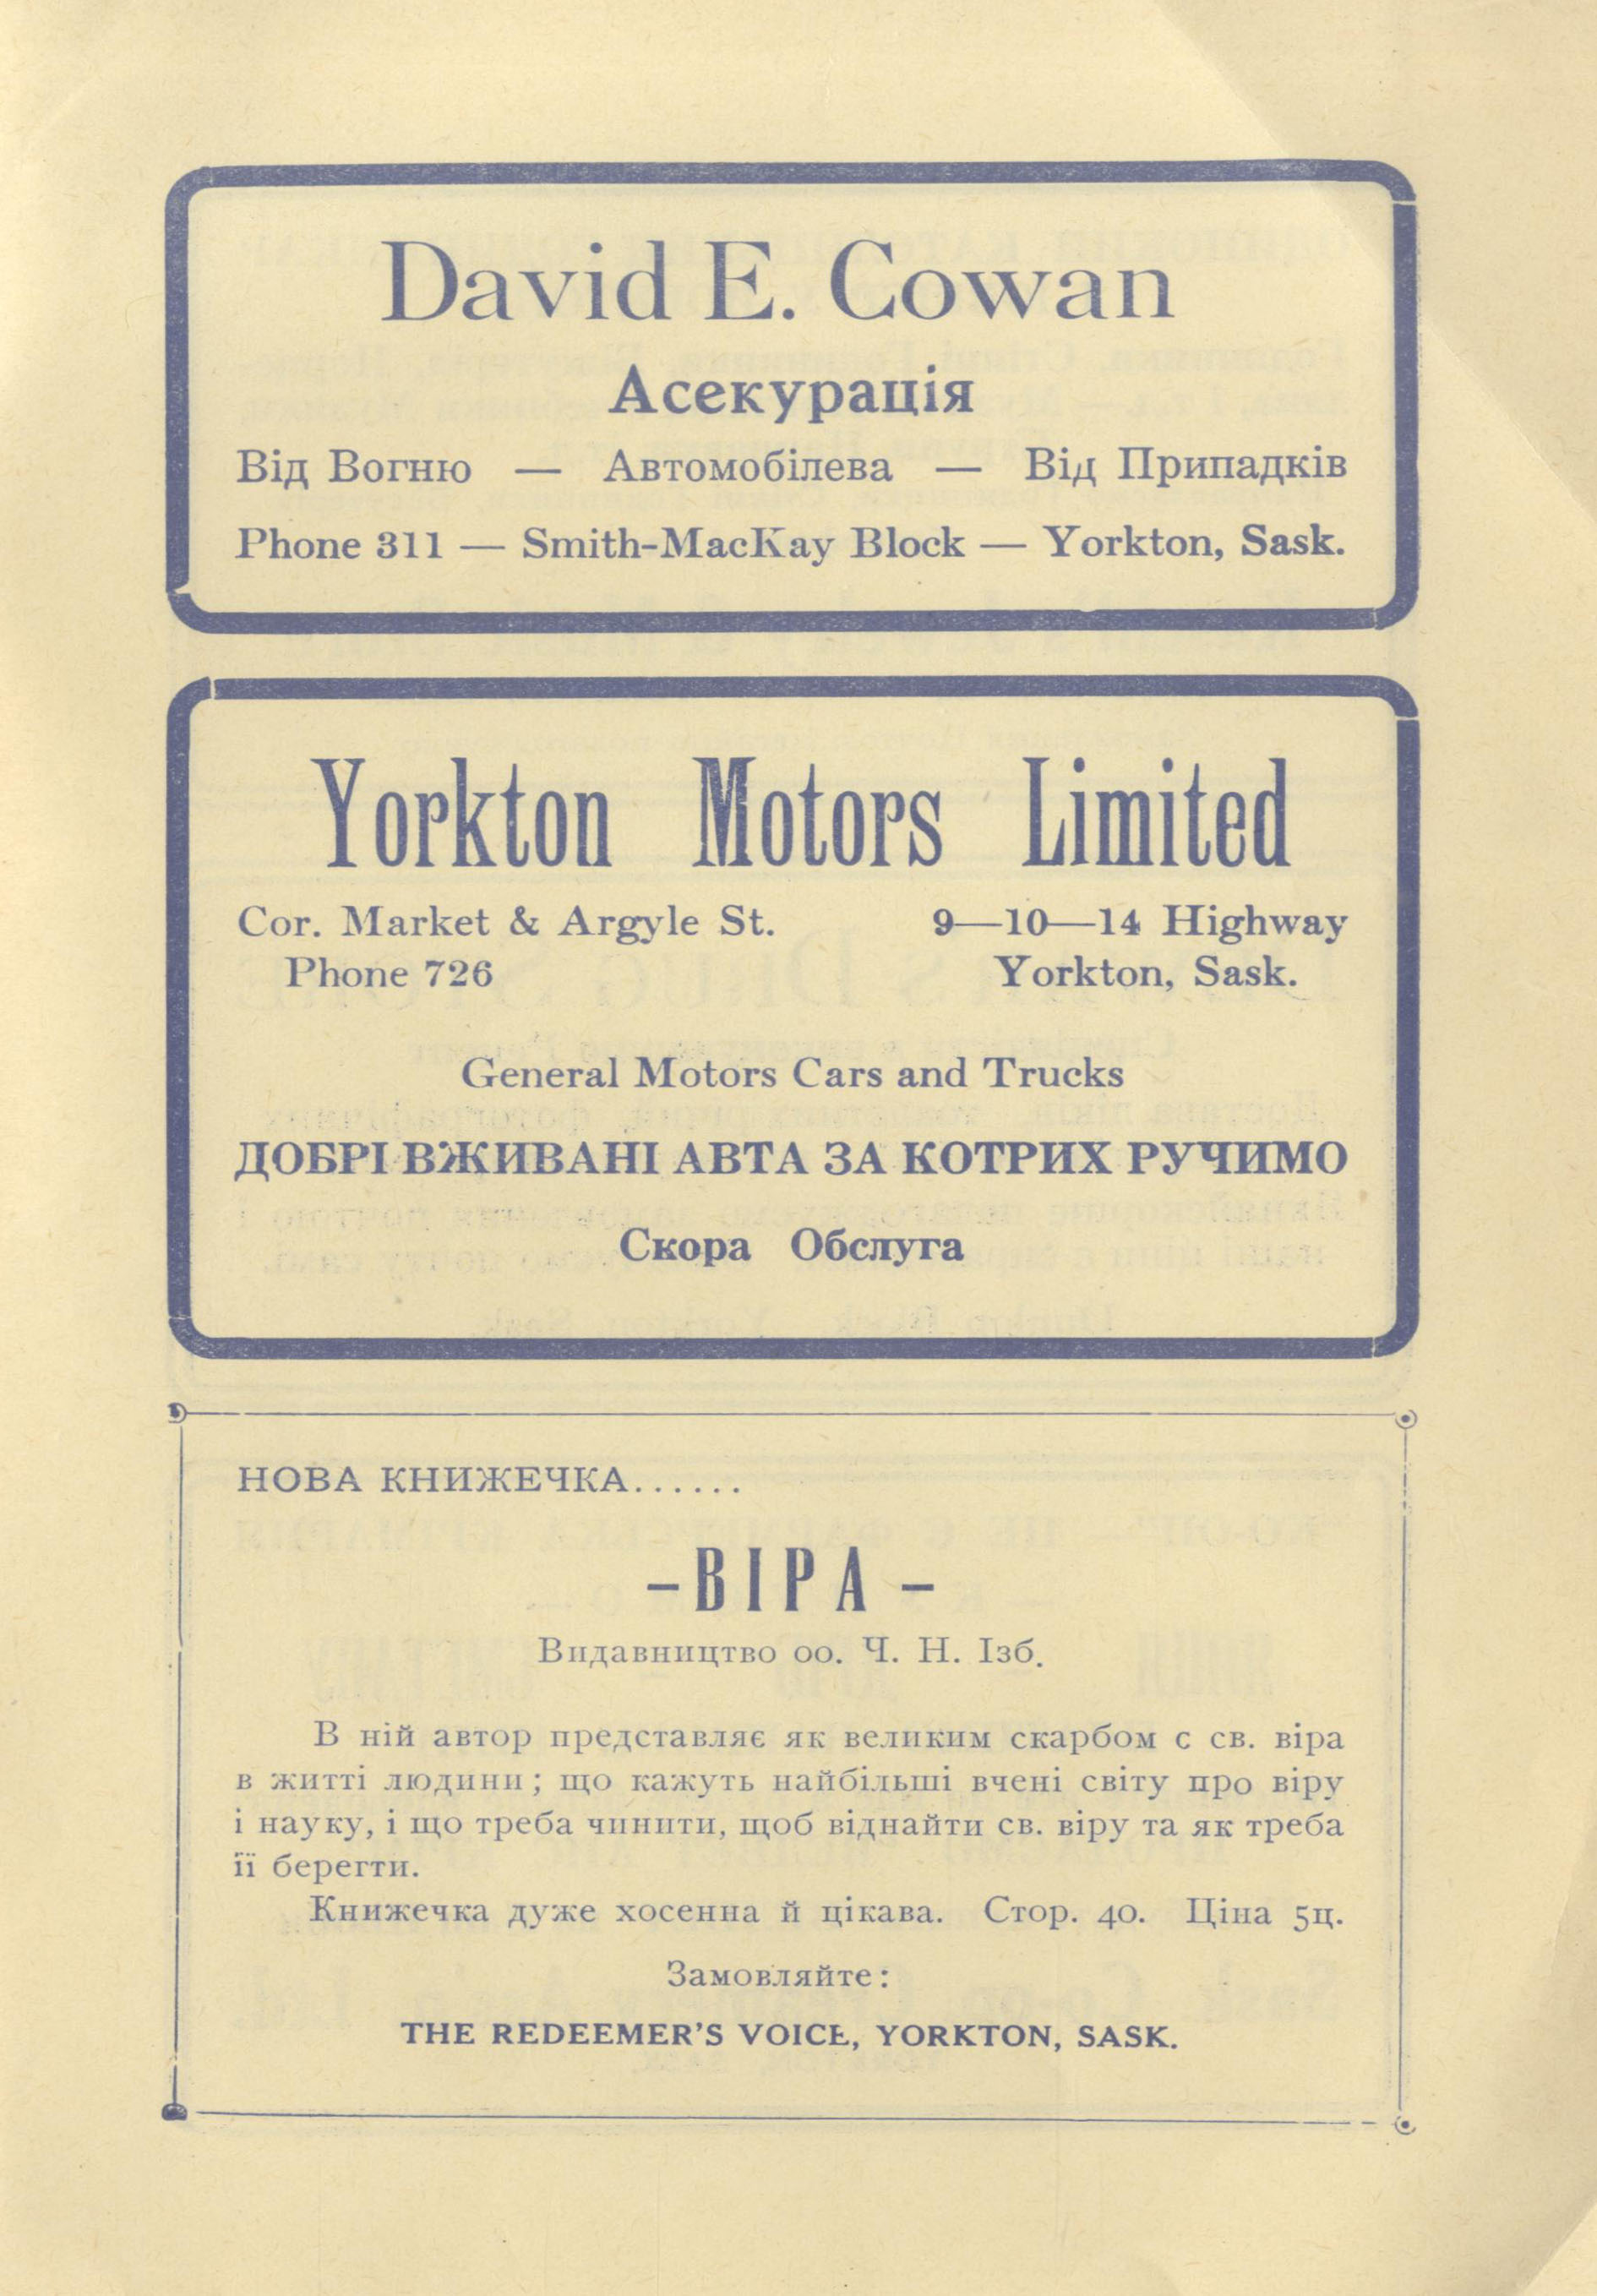 David E. Cowan
Асекурація
Від Вогню — Автомобілева — Від Припадків
Phone 311 — Smith-MacKay Block — Yorkton, Sask.
Yorkton Motors Limited
Cor. Market & Argyle St. 9—10—14 Highway
Phone 726 Yorkton, Sask.
General Motors Cars and Trucks
ДОБРІ ВЖИВАНІ АВТА ЗА КОТРИХ РУЧИМО
Скора Обслуга
НОВА КНИЖЕЧКА......
– ВІРА –
Видавництво оо. Ч. Н. Ізб.
В ній автор представляє як великим скарбом є св. віра
в житті людини; що кажуть найбільші вчені світу про віру
і науку, і що треба чинити, щоб віднайти св. віру та як треба
її берегти.
Книжечка дуже хосенна й цікава. Стор. 40. Ціна 5ц.
Замовляйте:
THE REDEEMER'S VOICE, YORKTON, SASK.